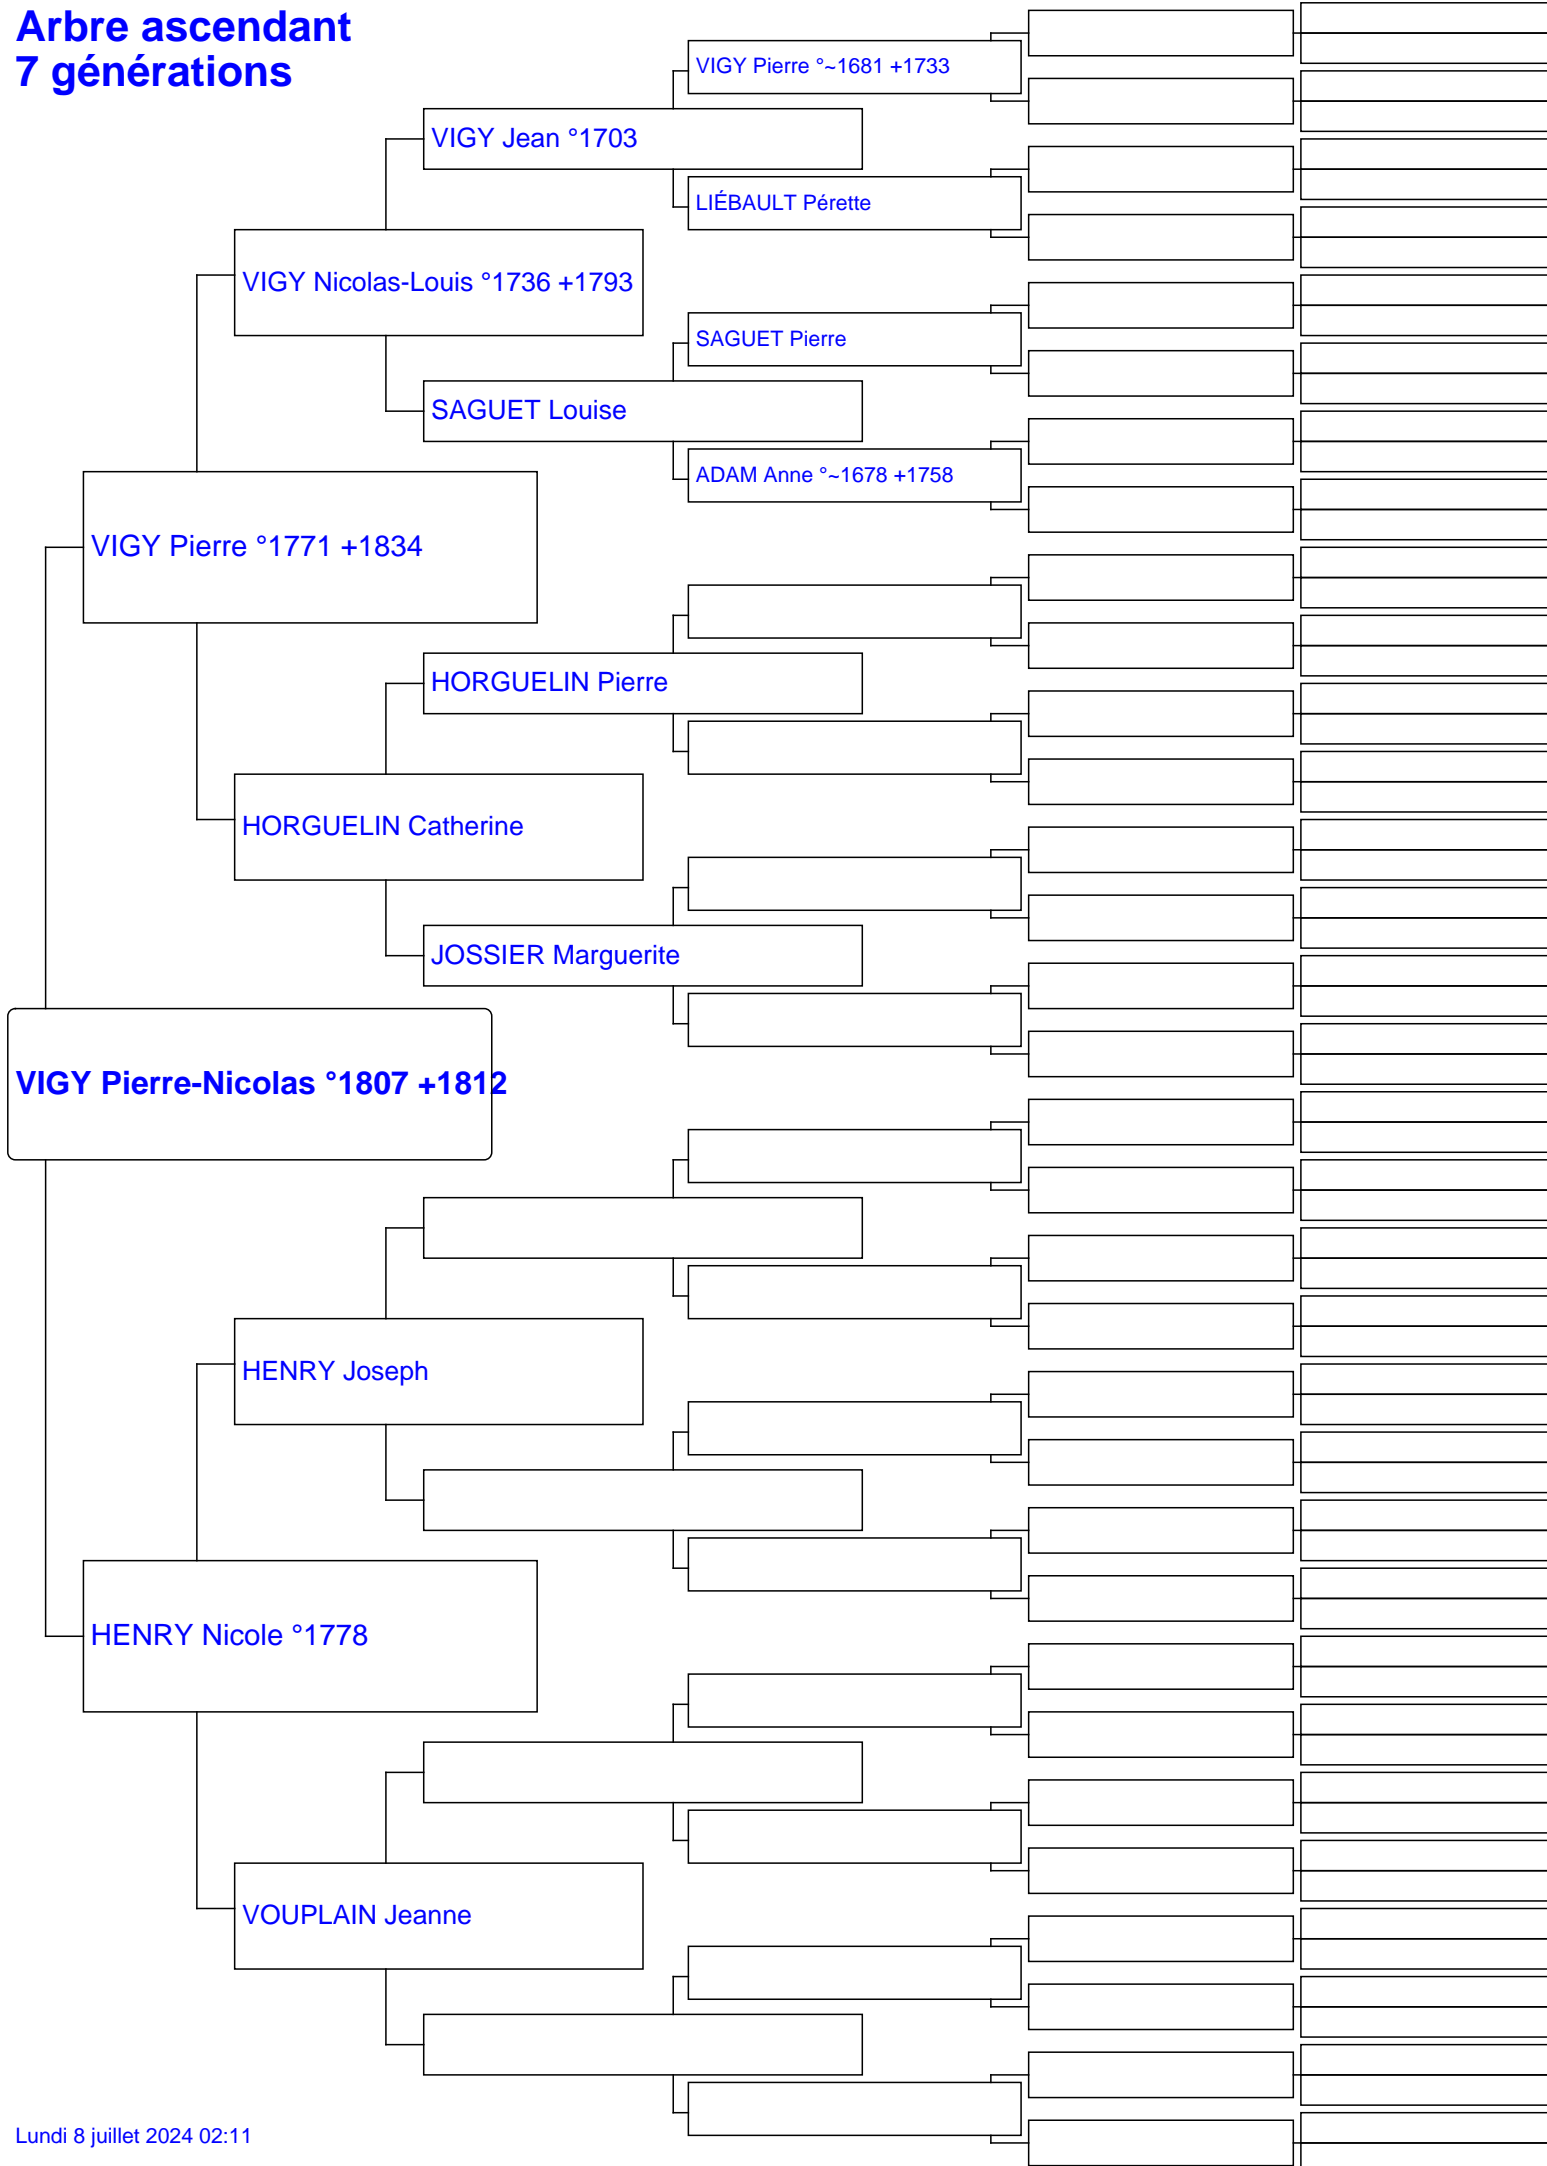 Arbre ascendant
7 générations
VIGY Pierre °~1681 +1733
VIGY Jean °1703
LIÉBAULT Pérette
VIGY Nicolas-Louis °1736 +1793
SAGUET Pierre
SAGUET Louise
ADAM Anne °~1678 +1758
VIGY Pierre °1771 +1834
HORGUELIN Pierre
HORGUELIN Catherine
JOSSIER Marguerite
VIGY Pierre-Nicolas °1807 +1812
HENRY Joseph
HENRY Nicole °1778
VOUPLAIN Jeanne
Lundi 8 juillet 2024 02:11